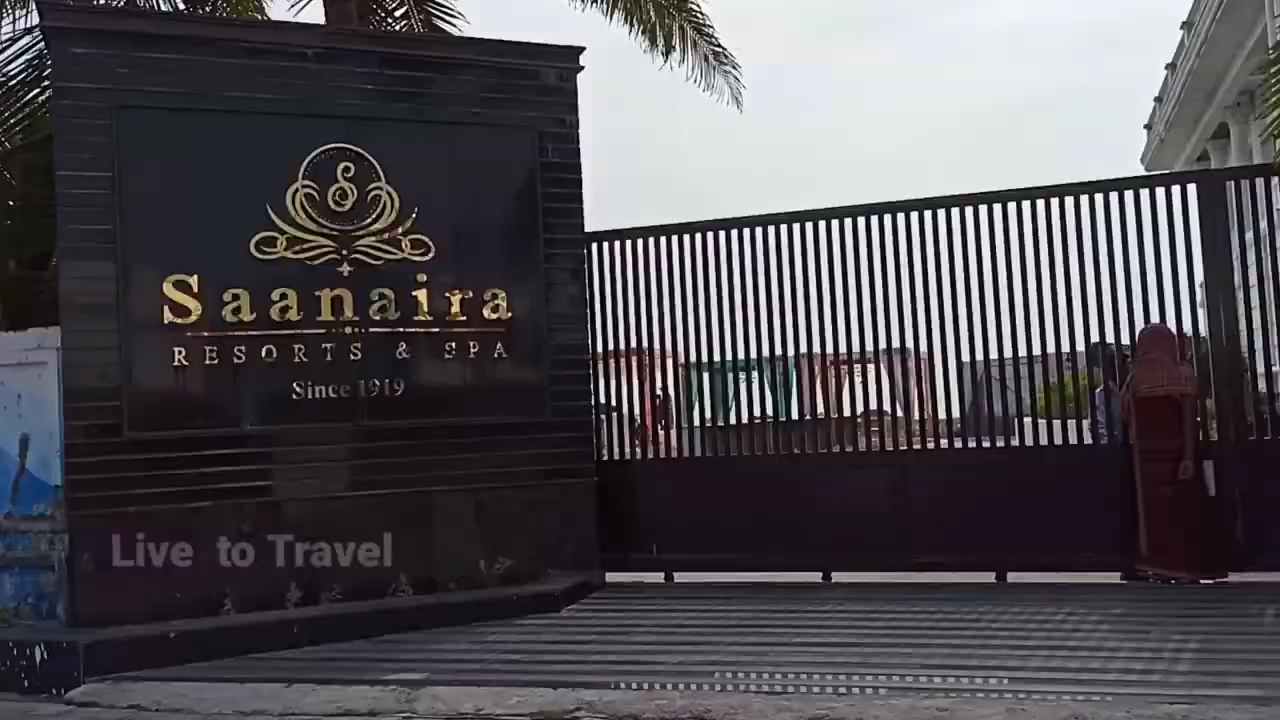 S
Saanaira
RESORTS & SPA
Since 1919
Live to Travel